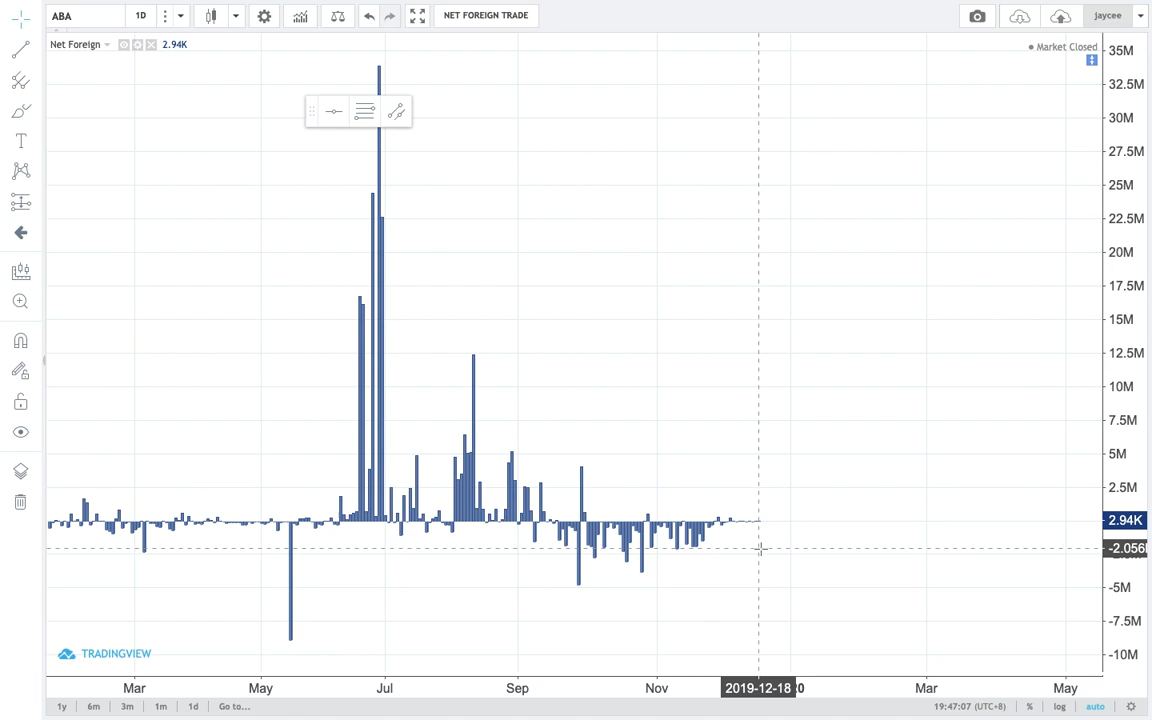 ABA 1D NET FOREIGN TRADE jaycee
Net Foreign 2.94K
Market Closed
35M
32.5M
30M
27.5M
25M
22.5M
20M
17.5M
15M
12.5M
10M
7.5M
5M
2.5M
2.94K
-2.056
-5M
-7.5M
-10M
TRADINGVIEW
Mar May Jul Sep Nov 2019-12-18 Mar May
1y 6m 3m 1m 1d Go to... 19:47:07 (UTC+8) % log auto